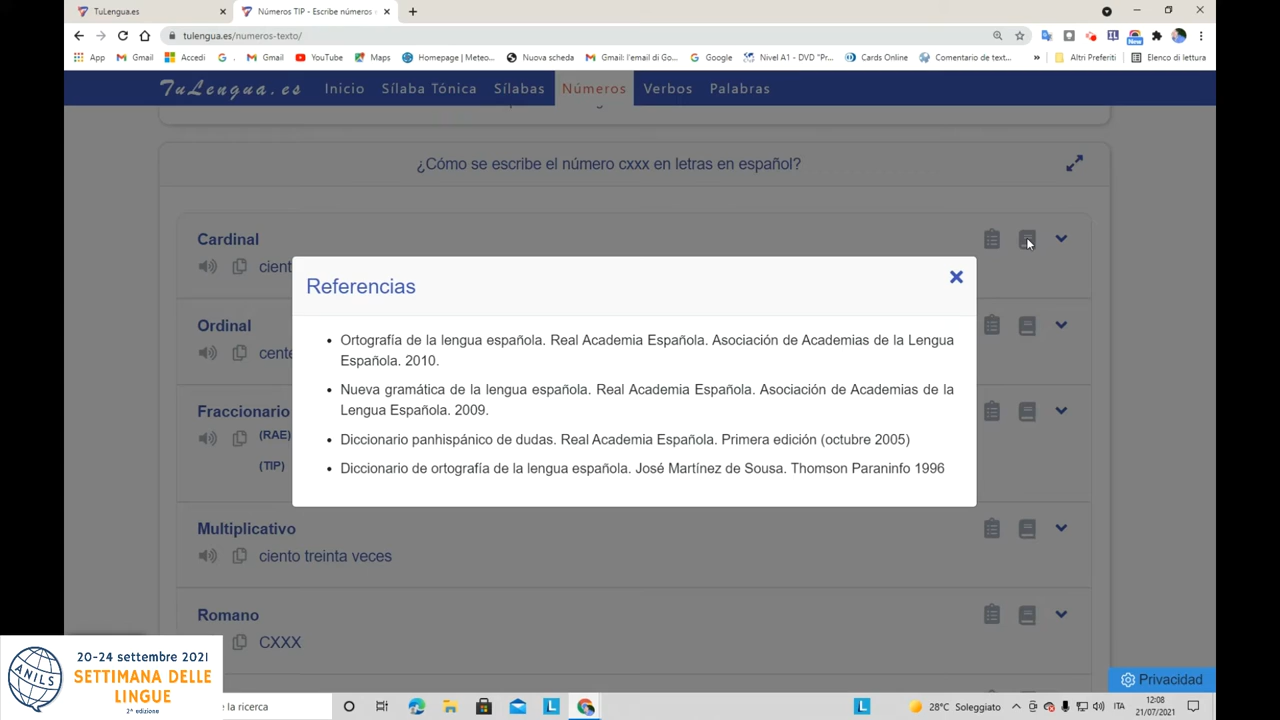 TuLengua.es
Números TIP - Escribe números
tulengua.es/numeros-texto/
App
Gmail
Accedi
G
Gmail
YouTube
Maps
Homepage | Meteo...
Nuova scheda
Gmail: l'email di Go...
Google
Nivel A1 - DVD "Pr...
Cards Online
Comentario de text...
»
Altri Preferiti
Elenco di lettura
New
TuLengua.es Inicio Sílaba Tónica Sílabas Números Verbos Palabras
¿Cómo se escribe el número cxxx en letras en español?
Cardinal
cient
Referencias
Ortografía de la lengua española. Real Academia Española. Asociación de Academias de la Lengua
Española. 2010.
Nueva gramática de la lengua española. Real Academia Española. Asociación de Academias de la
Lengua Española. 2009.
Diccionario panhispánico de dudas. Real Academia Española. Primera edición (octubre 2005)
Diccionario de ortografía de la lengua española. José Martínez de Sousa. Thomson Paraninfo 1996
Ordinal
cente
Fraccionario
(RAE)
(TIP)
Multiplicativo
ciento treinta veces
Romano
CXXX
Privacidad
ANILS
20-24 settembre 2021
SETTIMANA DELLE
LINGUE
2ª edizione
e la ricerca
L
L
28°C Soleggiato
ITA
12:08
21/07/2021